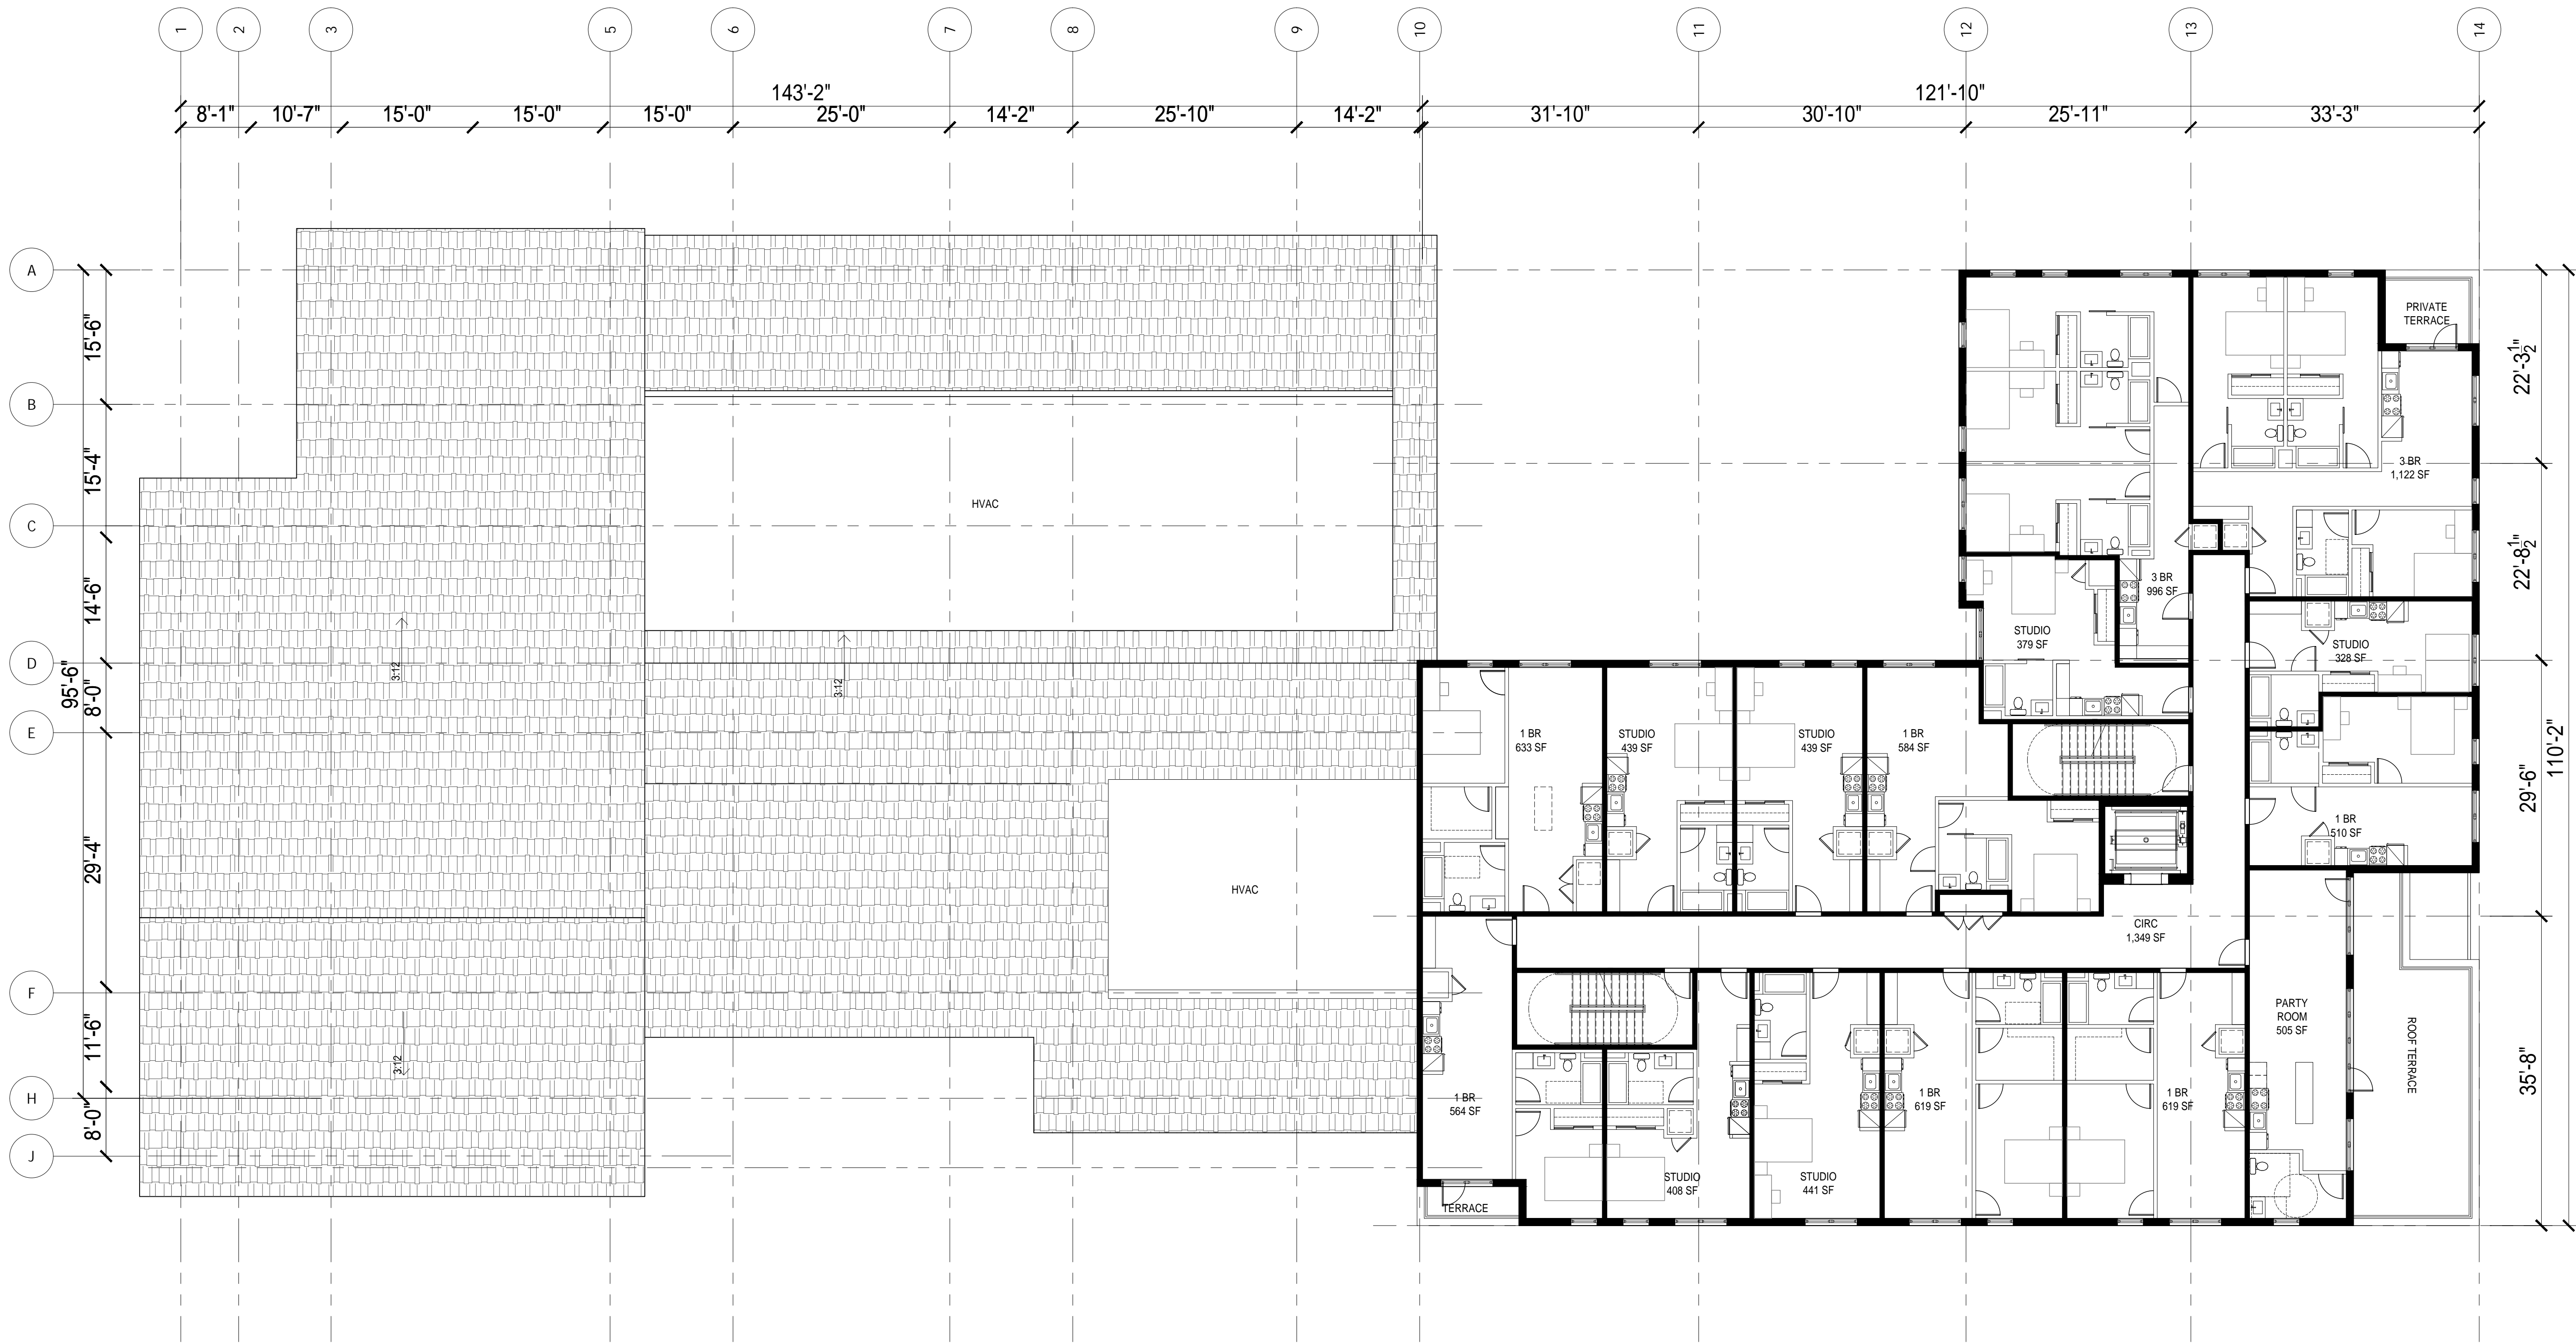 1
2
3
5
6
7
8
9
10
11
12
13
14
143'-2"
121'-10"
8'-1"
10'-7"
15'-0"
15'-0"
15'-0"
25'-0"
14'-2"
25'-10"
14'-2"
31'-10"
30'-10"
25'-11"
33'-3"
A
B
C
D
E
F
H
J
15'-6"
15'-4"
14'-6"
8'-0"
29'-4"
11'-6"
8'-0"
95'-6"
22'-3 1/2"
22'-8 1/2"
29'-6"
35'-8"
110'-2"
HVAC
HVAC
3:12
3:12
3:12
PRIVATE
TERRACE
3 BR
1,122 SF
3 BR
996 SF
STUDIO
379 SF
STUDIO
328 SF
1 BR
633 SF
STUDIO
439 SF
STUDIO
439 SF
1 BR
584 SF
1 BR
510 SF
CIRC
1,349 SF
PARTY
ROOM
505 SF
ROOF TERRACE
1 BR
564 SF
STUDIO
408 SF
STUDIO
441 SF
1 BR
619 SF
1 BR
619 SF
TERRACE